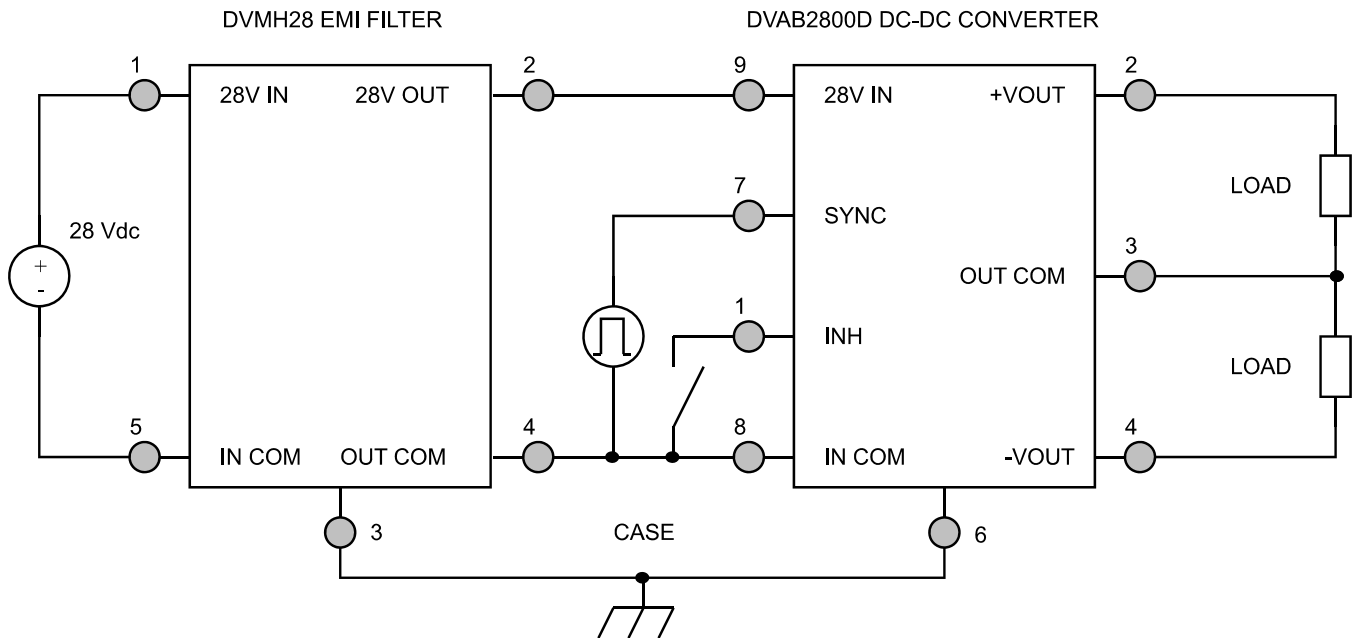 DVMH28 EMI FILTER
DVAB2800D DC-DC CONVERTER
1
2
9
2
28V IN
28V OUT
28V IN
+VOUT
7
LOAD
SYNC
28 Vdc
+
-
3
OUT COM
1
INH
LOAD
5
4
8
4
IN COM
OUT COM
IN COM
-VOUT
3
CASE
6